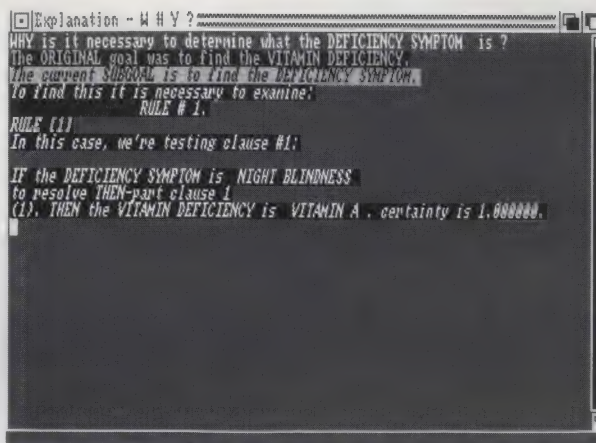 Explanation - W H Y ?
WHY is it necessary to determine what the DEFICIENCY SYMPTOM is ?
The ORIGINAL goal was to find the VITAMIN DEFICIENCY.
The current SUBGOAL is to find the DEFICIENCY SYMPTOM.
To find this it is necessary to examine:
RULE # 1.
RULE [1]
In this case, we're testing clause #1:
IF the DEFICIENCY SYMPTOM is NIGHT BLINDNESS
to resolve THEN-part clause 1
(1). THEN the VITAMIN DEFICIENCY is VITAMIN A . certainty is 1.000000.